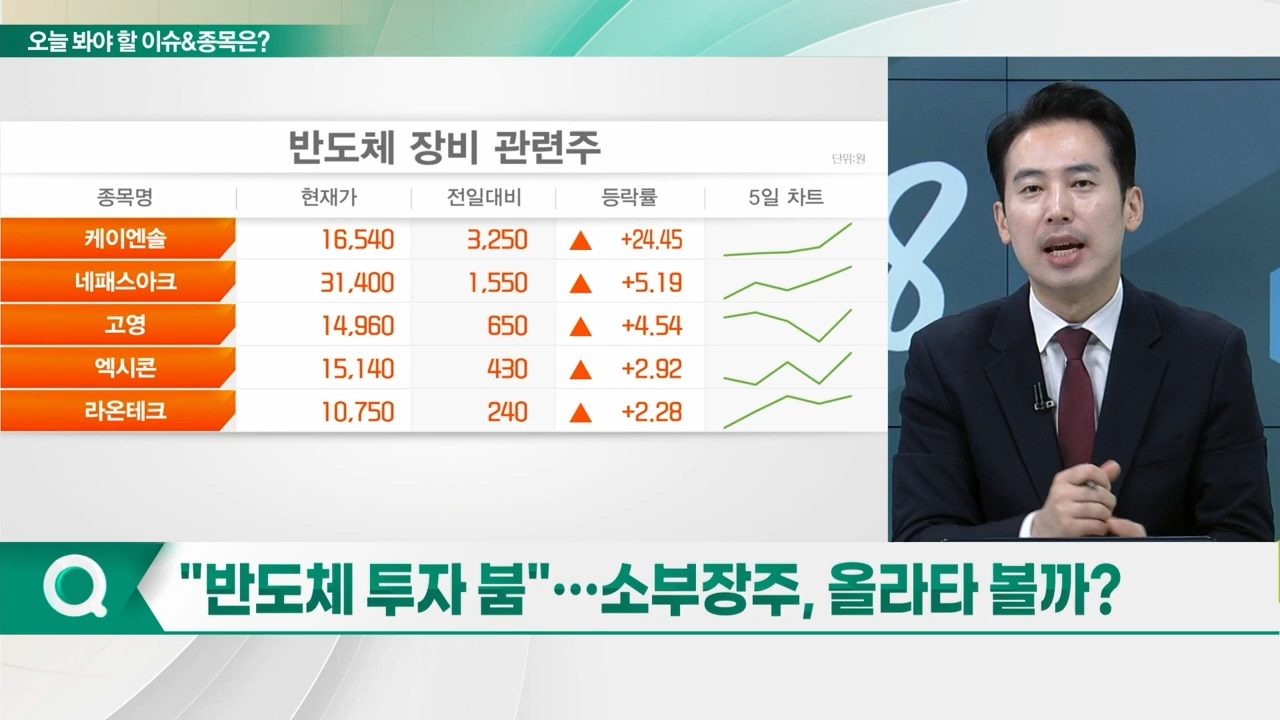 오늘 봐야 할 이슈&종목은?
반도체 장비 관련주
단위:원
종목명 현재가 전일대비 등락률 5일 차트
케이엔솔 16,540 3,250 ▲ +24.45
네패스아크 31,400 1,550 ▲ +5.19
고영 14,960 650 ▲ +4.54
엑시콘 15,140 430 ▲ +2.92
라온테크 10,750 240 ▲ +2.28
8
"반도체 투자 붐"…소부장주, 올라타 볼까?